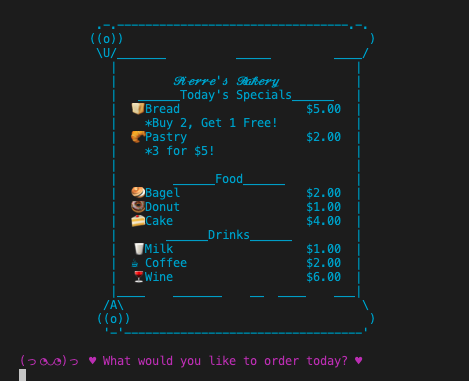 𝒦𝑒𝓇𝓇𝑒'𝓈 𝐵𝒶𝓀𝑒𝓇𝓎
Today's Specials
Bread $5.00
*Buy 2, Get 1 Free!
Pastry $2.00
*3 for $5!
Food
Bagel $2.00
Donut $1.00
Cake $4.00
Drinks
Milk $1.00
Coffee $2.00
Wine $6.00
(っ◔◡◔)っ ♥ What would you like to order today? ♥